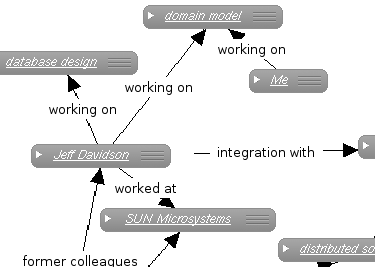 domain model
working on
database design
Me
working on
working on
Jeff Davidson
integration with
worked at
SUN Microsystems
former colleagues
distributed so